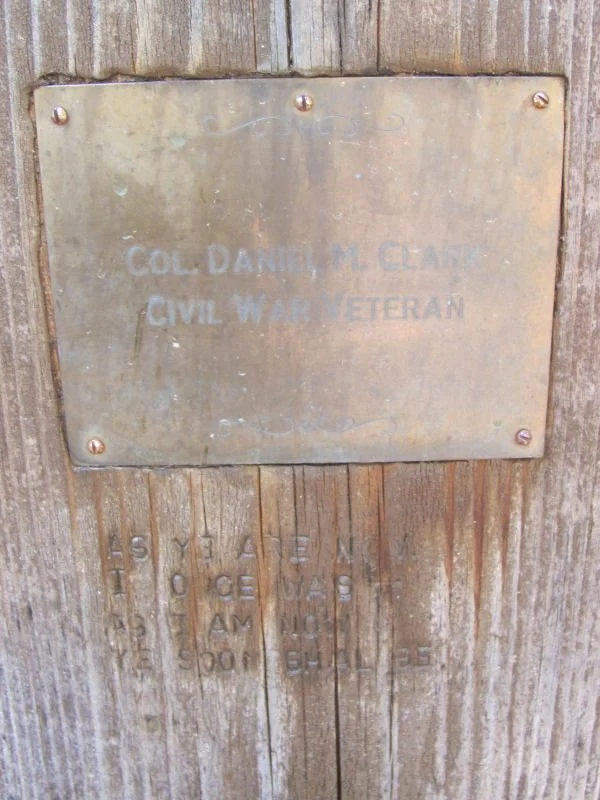 COL. DANIEL M. CLARK
CIVIL WAR VETERAN
AS YE ARE NOW
I ONCE WAS
AS I AM NOW
YE SOON SHALL BE